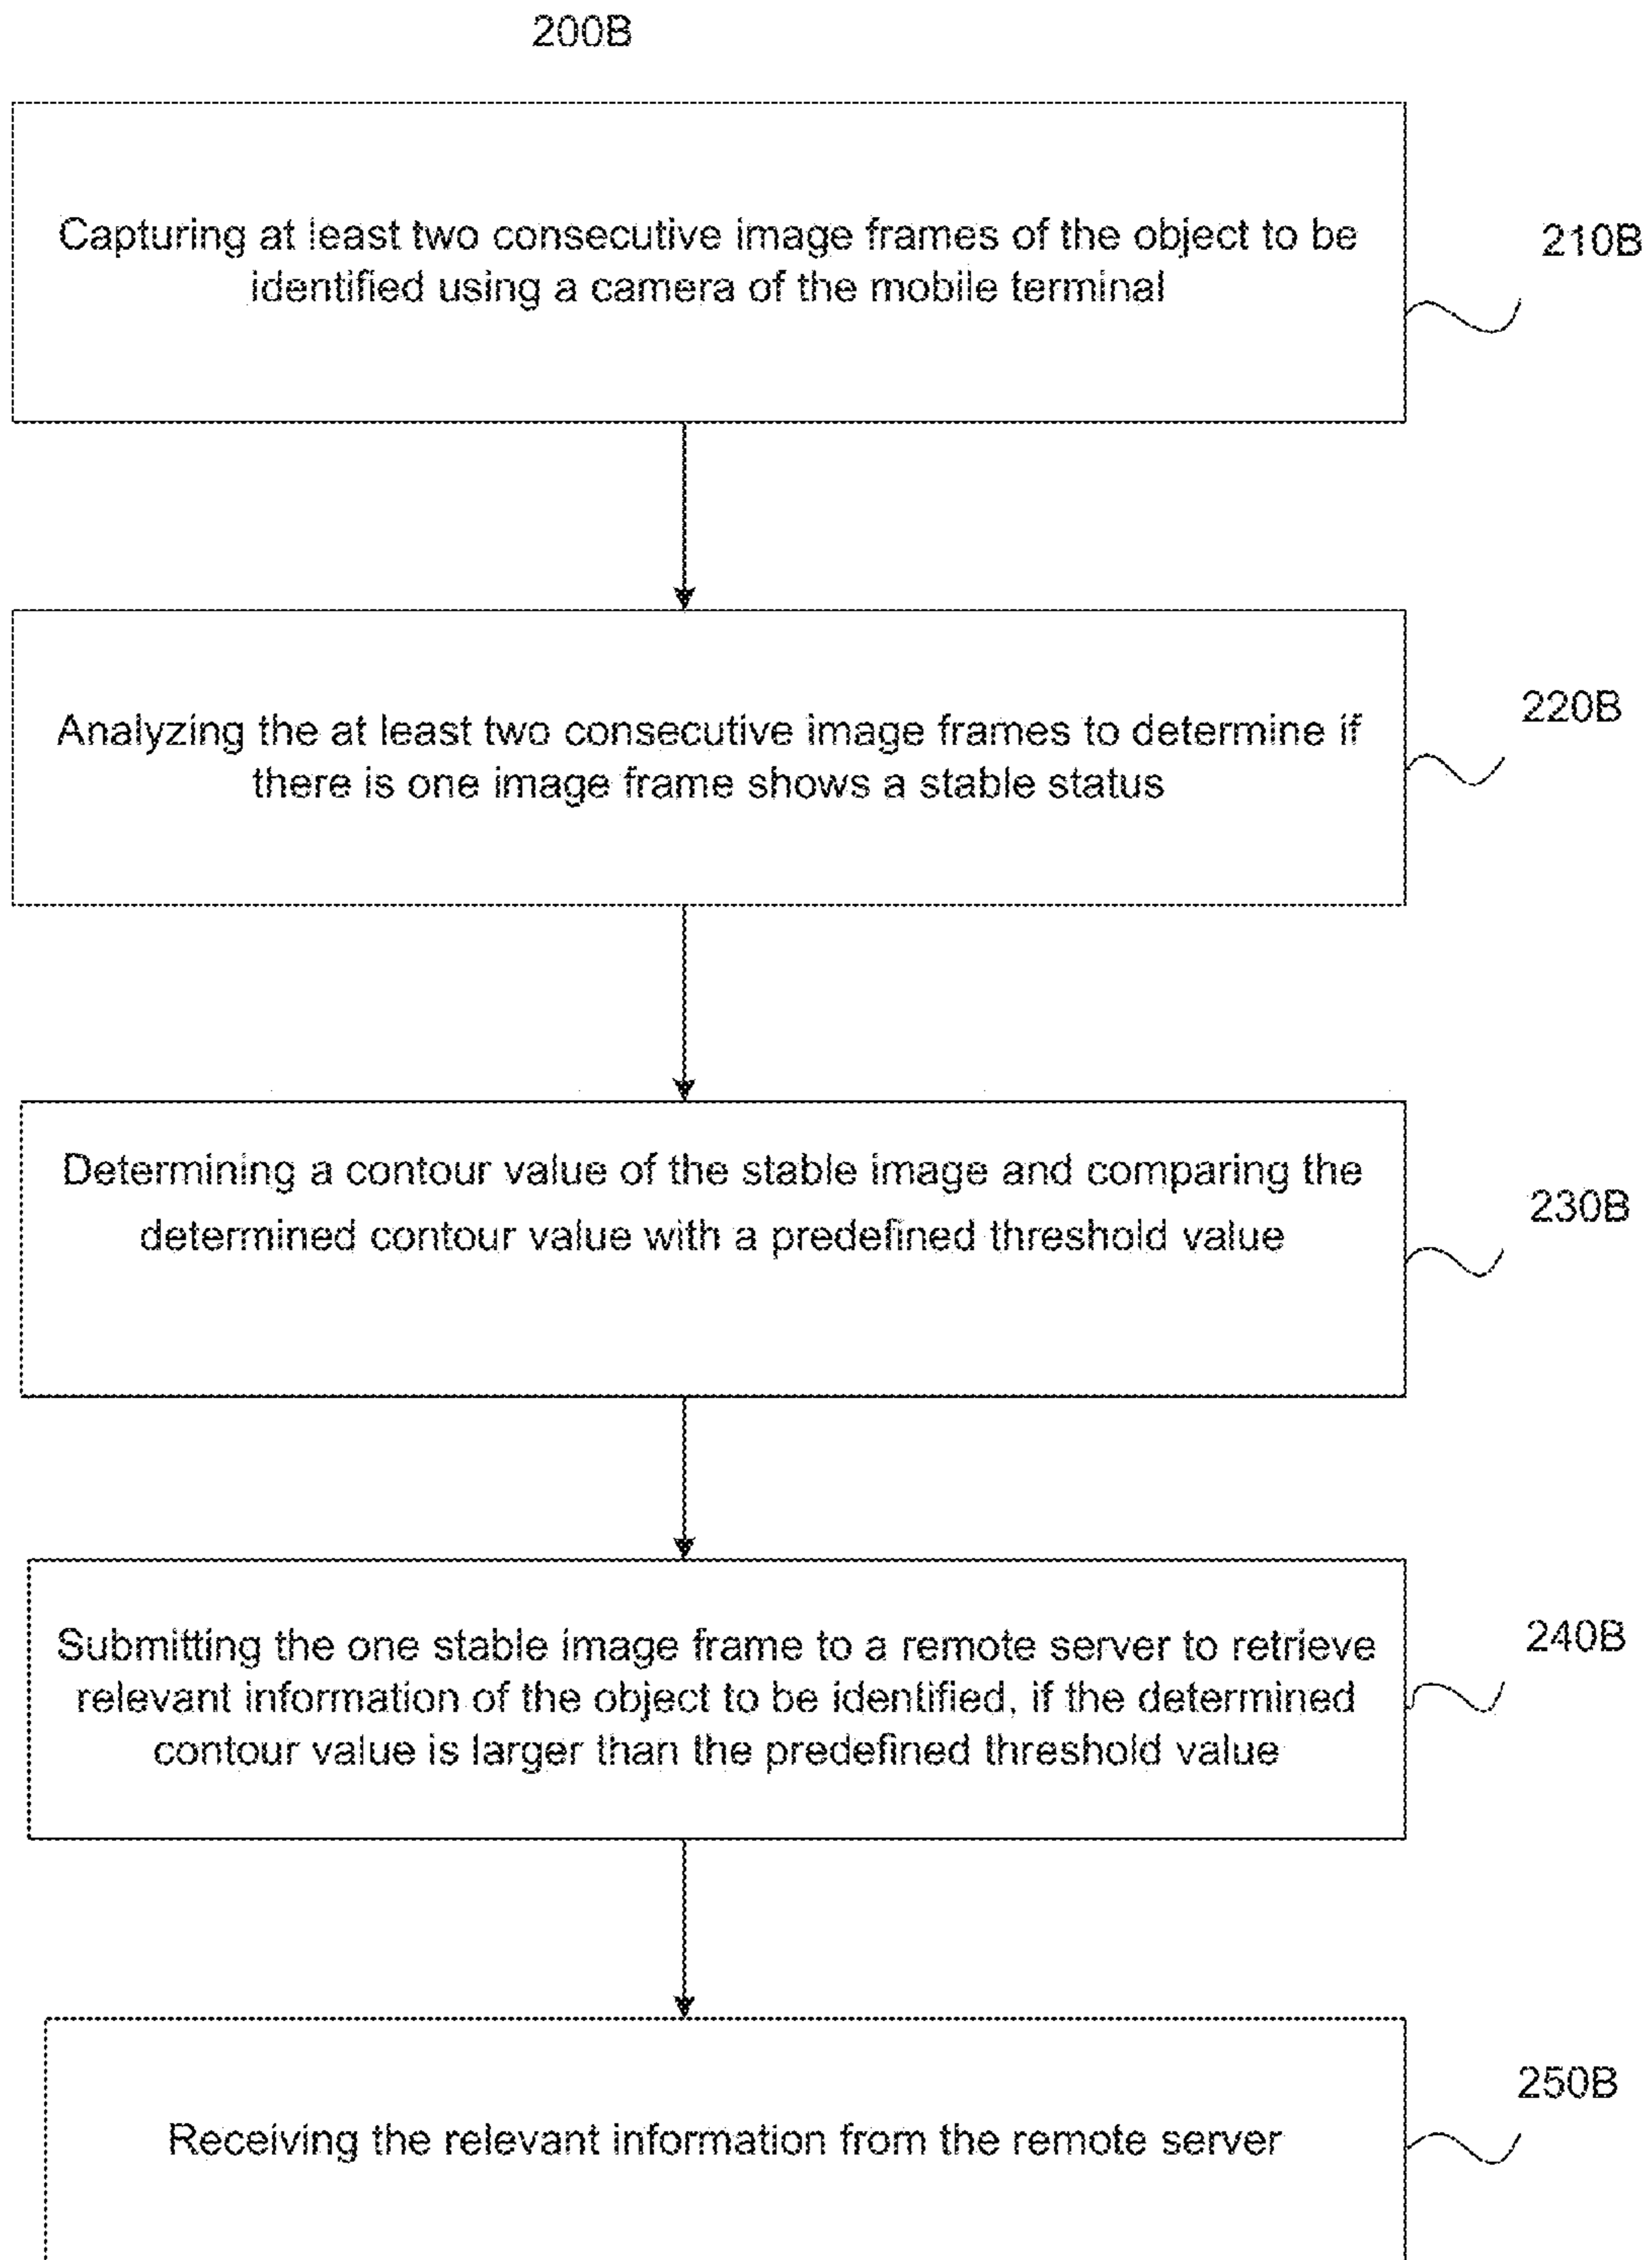 200B
Capturing at least two consecutive image frames of the object to be
identified using a camera of the mobile terminal
210B
Analyzing the at least two consecutive image frames to determine if
there is one image frame shows a stable status
220B
Determining a contour value of the stable image and comparing the
determined contour value with a predefined threshold value
230B
Submitting the one stable image frame to a remote server to retrieve
relevant information of the object to be identified, if the determined
contour value is larger than the predefined threshold value
240B
Receiving the relevant information from the remote server
250B